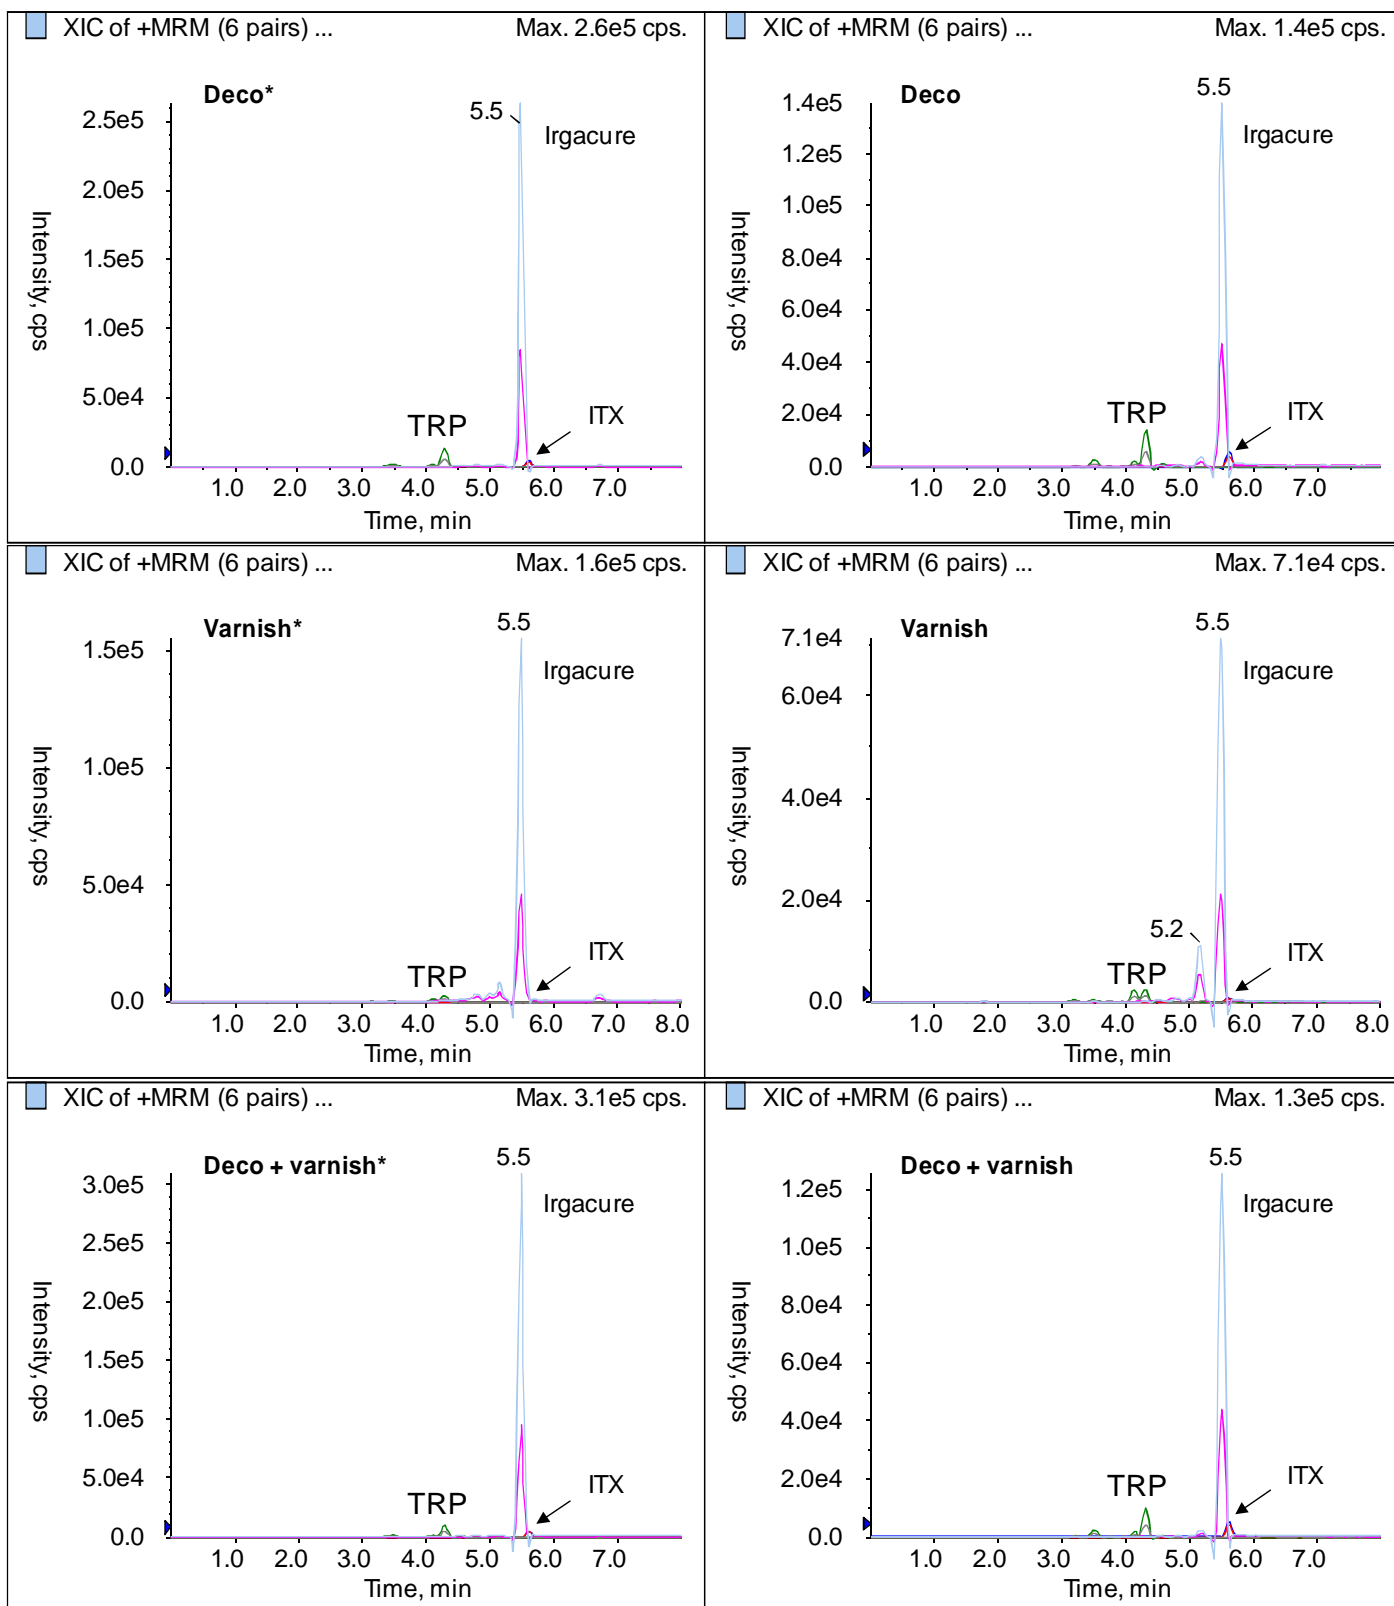 XIC of +MRM (6 pairs) ... Max. 2.6e5 cps.
Deco*
5.5
Irgacure
2.5e5
2.0e5
1.5e5
1.0e5
5.0e4
0.0
Intensity, cps
TRP
ITX
1.0 2.0 3.0 4.0 5.0 6.0 7.0
Time, min
XIC of +MRM (6 pairs) ... Max. 1.4e5 cps.
Deco
5.5
Irgacure
1.4e5
1.2e5
1.0e5
8.0e4
6.0e4
4.0e4
2.0e4
0.0
Intensity, cps
TRP
ITX
1.0 2.0 3.0 4.0 5.0 6.0 7.0
Time, min
XIC of +MRM (6 pairs) ... Max. 1.6e5 cps.
Varnish*
5.5
Irgacure
1.5e5
1.0e5
5.0e4
0.0
Intensity, cps
TRP
ITX
1.0 2.0 3.0 4.0 5.0 6.0 7.0 8.0
Time, min
XIC of +MRM (6 pairs) ... Max. 7.1e4 cps.
Varnish
5.5
Irgacure
7.1e4
6.0e4
4.0e4
2.0e4
0.0
Intensity, cps
5.2
TRP
ITX
1.0 2.0 3.0 4.0 5.0 6.0 7.0 8.0
Time, min
XIC of +MRM (6 pairs) ... Max. 3.1e5 cps.
Deco + varnish*
5.5
Irgacure
3.0e5
2.5e5
2.0e5
1.5e5
1.0e5
5.0e4
0.0
Intensity, cps
TRP
ITX
1.0 2.0 3.0 4.0 5.0 6.0 7.0
Time, min
XIC of +MRM (6 pairs) ... Max. 1.3e5 cps.
Deco + varnish
5.5
Irgacure
1.2e5
1.0e5
8.0e4
6.0e4
4.0e4
2.0e4
0.0
Intensity, cps
TRP
ITX
1.0 2.0 3.0 4.0 5.0 6.0 7.0
Time, min